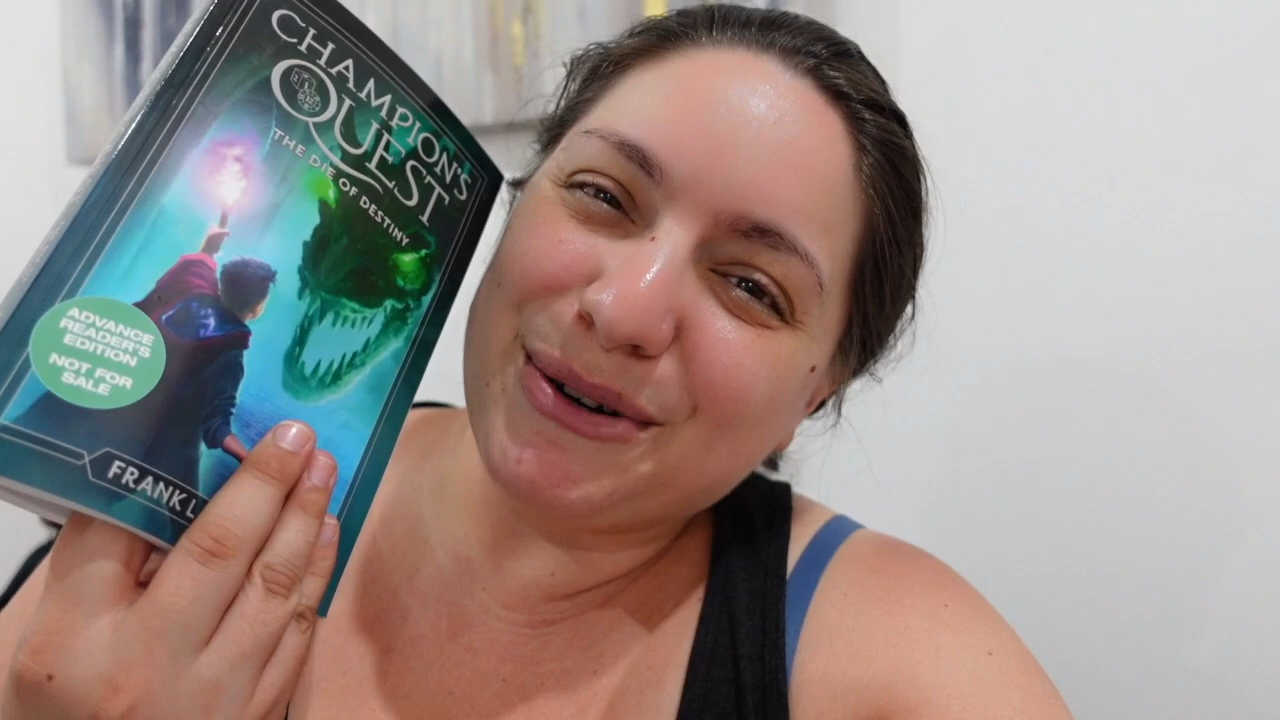 CHAMPION'S
QUEST
THE DIE OF DESTINY
ADVANCE
READER'S
EDITION
NOT FOR
SALE
FRANK L